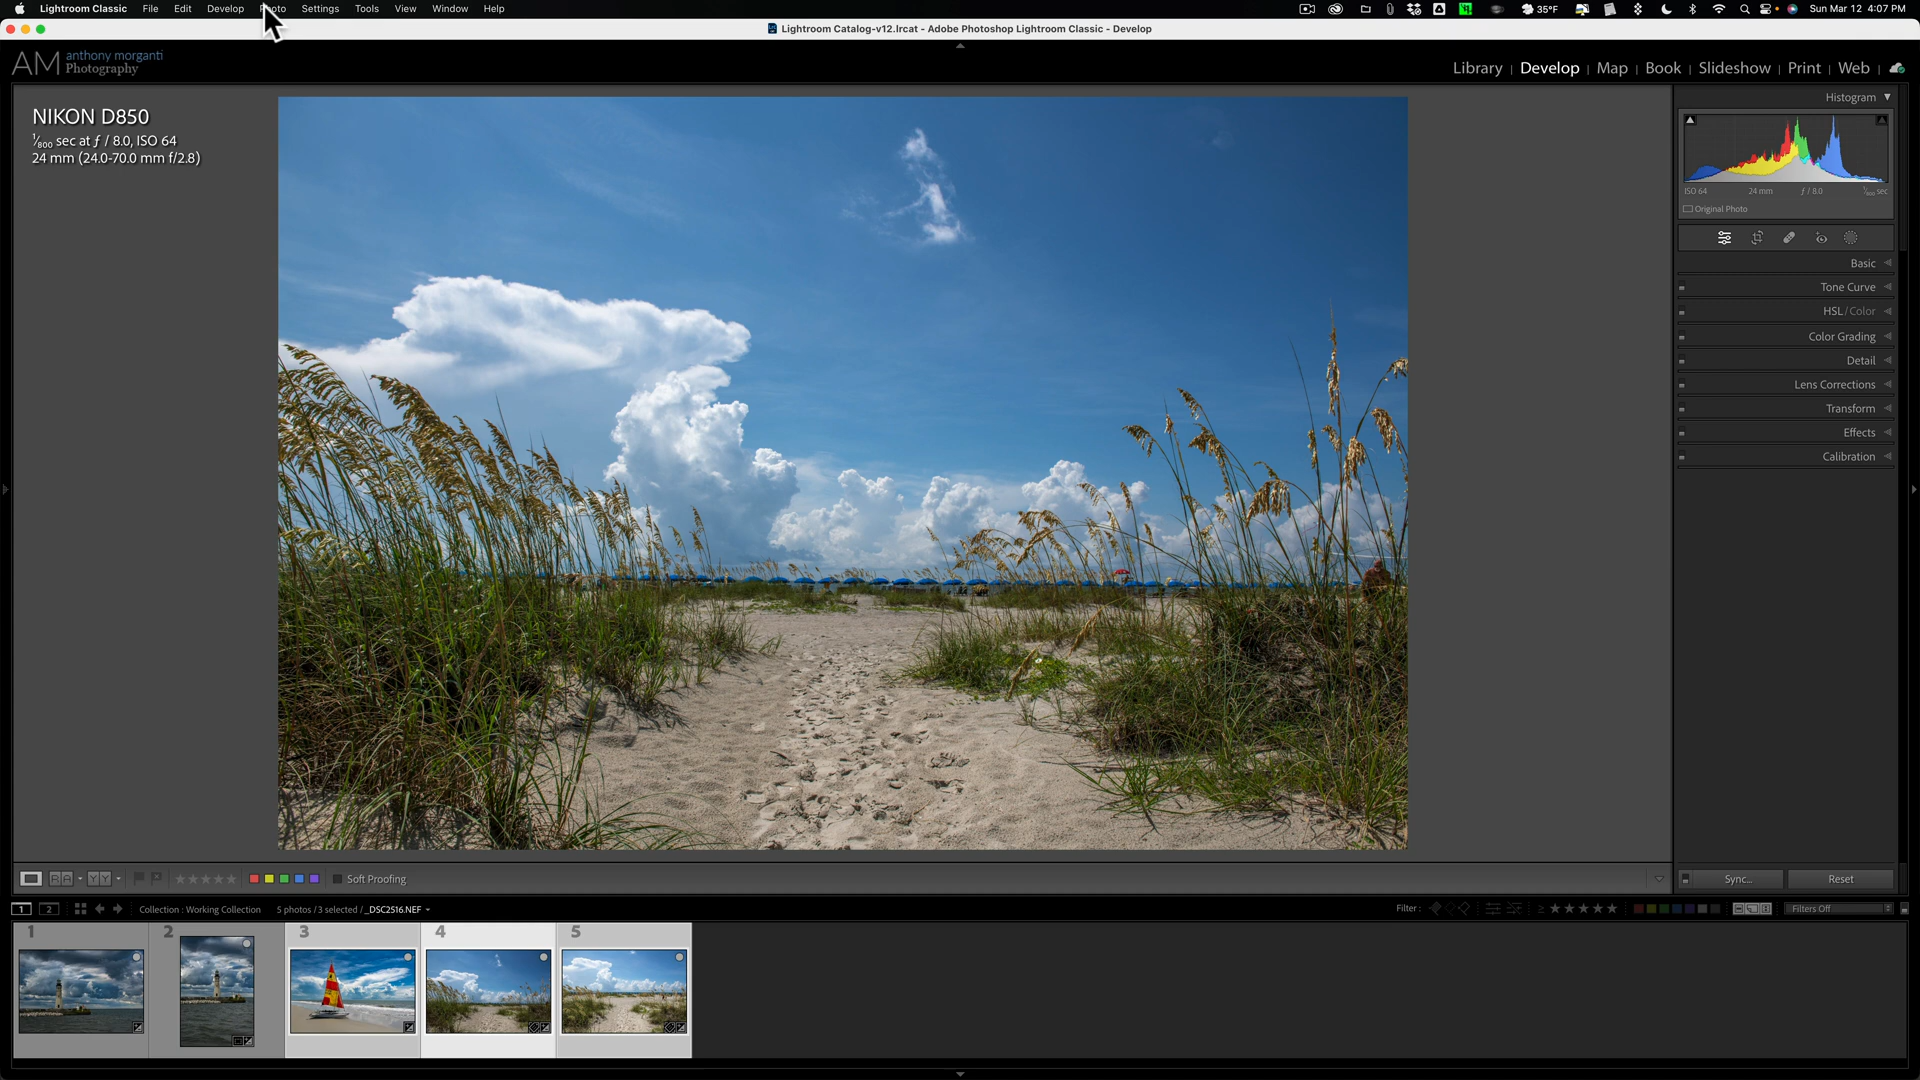 Lightroom Classic File Edit Develop Photo Settings Tools View Window Help
35°F Sun Mar 12 4:07 PM
Lightroom Catalog-v12.lrcat - Adobe Photoshop Lightroom Classic - Develop
AM anthony morganti
Photography
Library | Develop | Map | Book | Slideshow | Print | Web |
NIKON D850
1/800 sec at ƒ / 8.0, ISO 64
24 mm (24.0-70.0 mm f/2.8)
Histogram
ISO 64 24 mm ƒ / 8.0 1/800 sec
Original Photo
Basic
Tone Curve
HSL / Color
Color Grading
Detail
Lens Corrections
Transform
Effects
Calibration
Soft Proofing
Sync...
Reset
1 2 Collection : Working Collection 5 photos / 3 selected / _DSC2516.NEF
Filter :
Filters Off
1
2
3
4
5